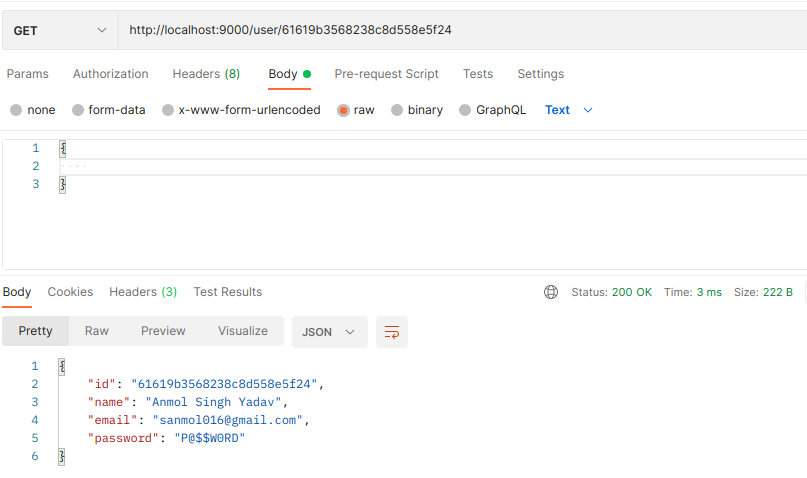 GET http://localhost:9000/user/61619b3568238c8d558e5f24
Params Authorization Headers (8) Body Pre-request Script Tests Settings
none form-data x-www-form-urlencoded raw binary GraphQL Text
1 {
2
3 }
Body Cookies Headers (3) Test Results Status: 200 OK Time: 3 ms Size: 222 B
Pretty Raw Preview Visualize JSON
1 {
2 "id": "61619b3568238c8d558e5f24",
3 "name": "Anmol Singh Yadav",
4 "email": "sanmol016@gmail.com",
5 "password": "P@$$W0RD"
6 }